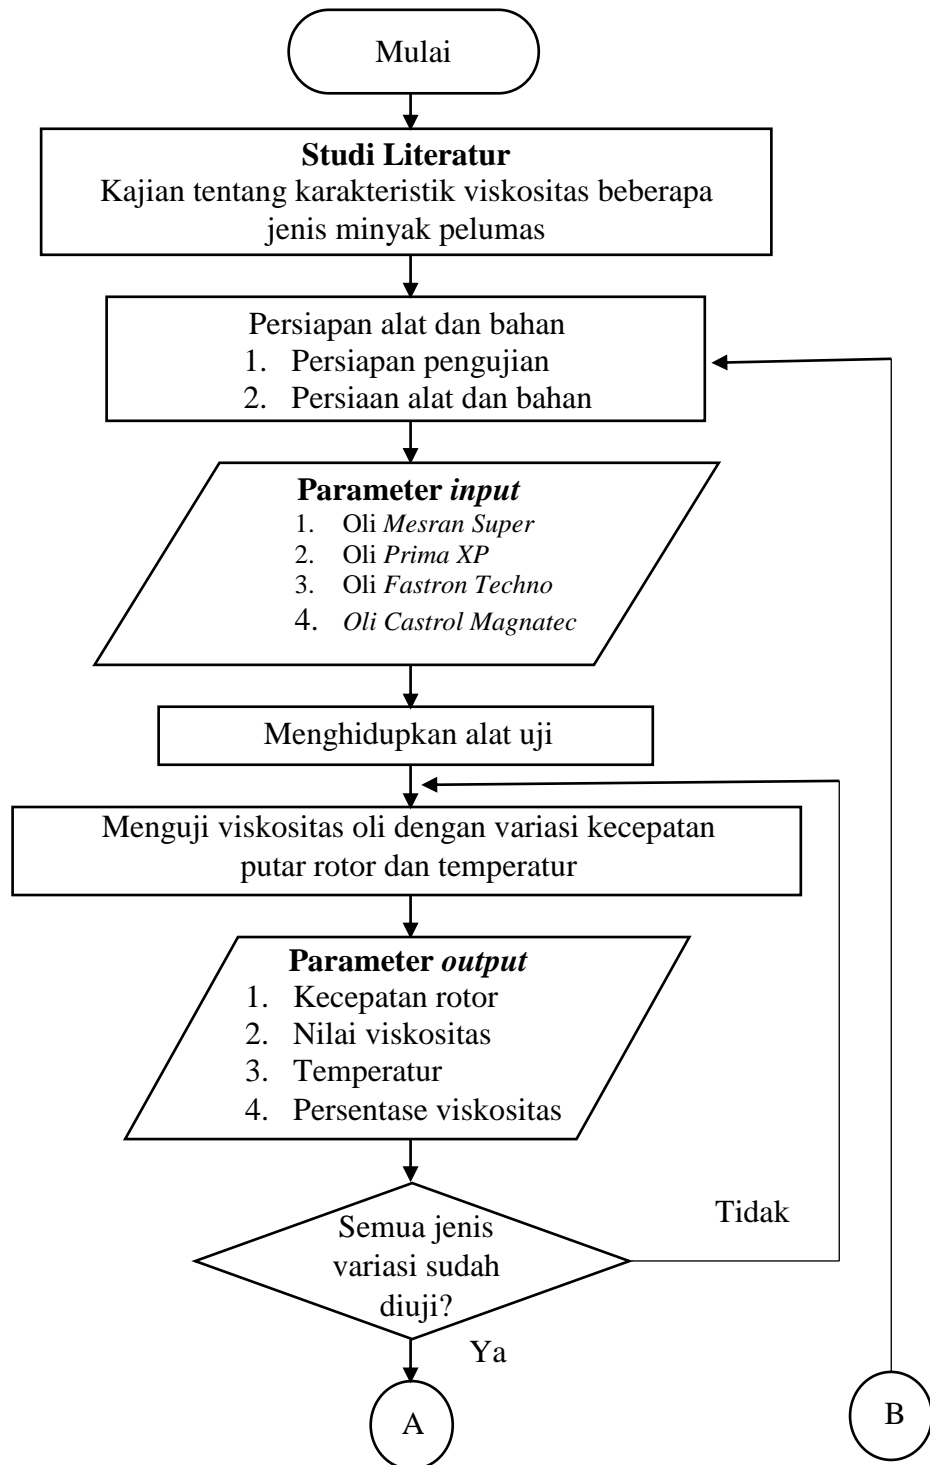 Mulai
Studi Literatur
Kajian tentang karakteristik viskositas beberapa
jenis minyak pelumas
Persiapan alat dan bahan
1. Persiapan pengujian
2. Persiaan alat dan bahan
Parameter input
1. Oli Mesran Super
2. Oli Prima XP
3. Oli Fastron Techno
4. Oli Castrol Magnatec
Menghidupkan alat uji
Menguji viskositas oli dengan variasi kecepatan
putar rotor dan temperatur
Parameter output
1. Kecepatan rotor
2. Nilai viskositas
3. Temperatur
4. Persentase viskositas
Semua jenis
variasi sudah
diuji?
Tidak
Ya
A
B